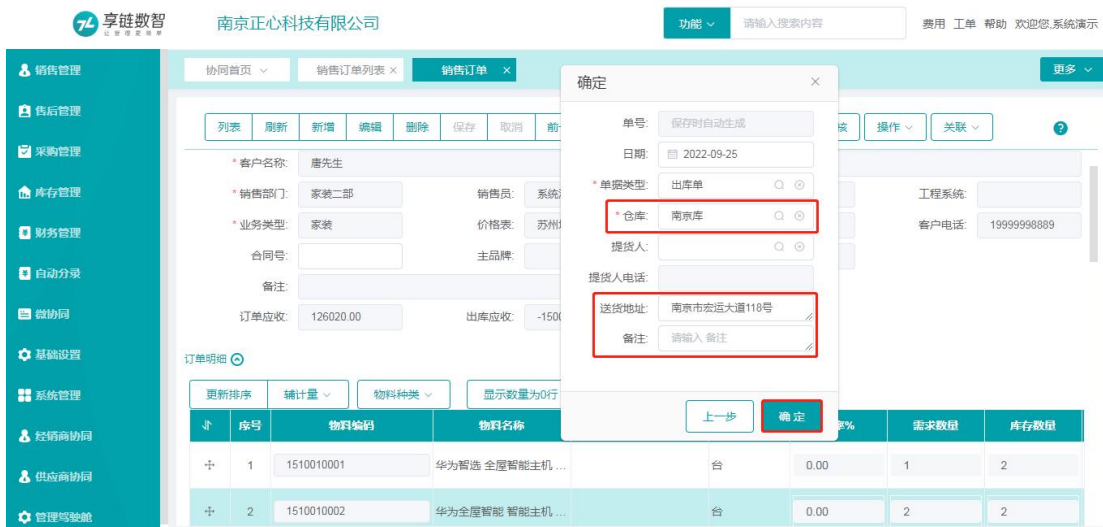 享链数智
让管理更简单
南京正心科技有限公司
功能
请输入搜索内容
费用 工单 帮助 欢迎您,系统演示
销售管理
售后管理
采购管理
库存管理
财务管理
自动分录
微协同
基础设置
系统管理
经销商协同
供应商协同
管理驾驶舱
协同首页
销售订单列表 ×
销售订单 ×
更多
列表 刷新 新增 编辑 删除 保存 取消
操作 关联
* 客户名称: 唐先生
* 销售部门: 家装二部 销售员: 工程系统:
* 业务类型: 家装 价格表: 客户电话: 19999998889
合同号: 主品牌:
备注:
订单应收: 126020.00 出库应收:
订单明细
更新排序 辅计量 物料种类 显示数量为0行
序号 物料编码 物料名称 需求数量 库存数量
1 1510010001 华为智选 全屋智能主机 ... 台 0.00 1 2
2 1510010002 华为全屋智能 智能主机 ... 台 0.00 2 2
确定 ×
单号: 保存时自动生成
日期: 2022-09-25
* 单据类型: 出库单
* 仓库: 南京库
提货人:
提货人电话:
送货地址: 南京市宏运大道118号
备注: 请输入 备注
上一步 确定